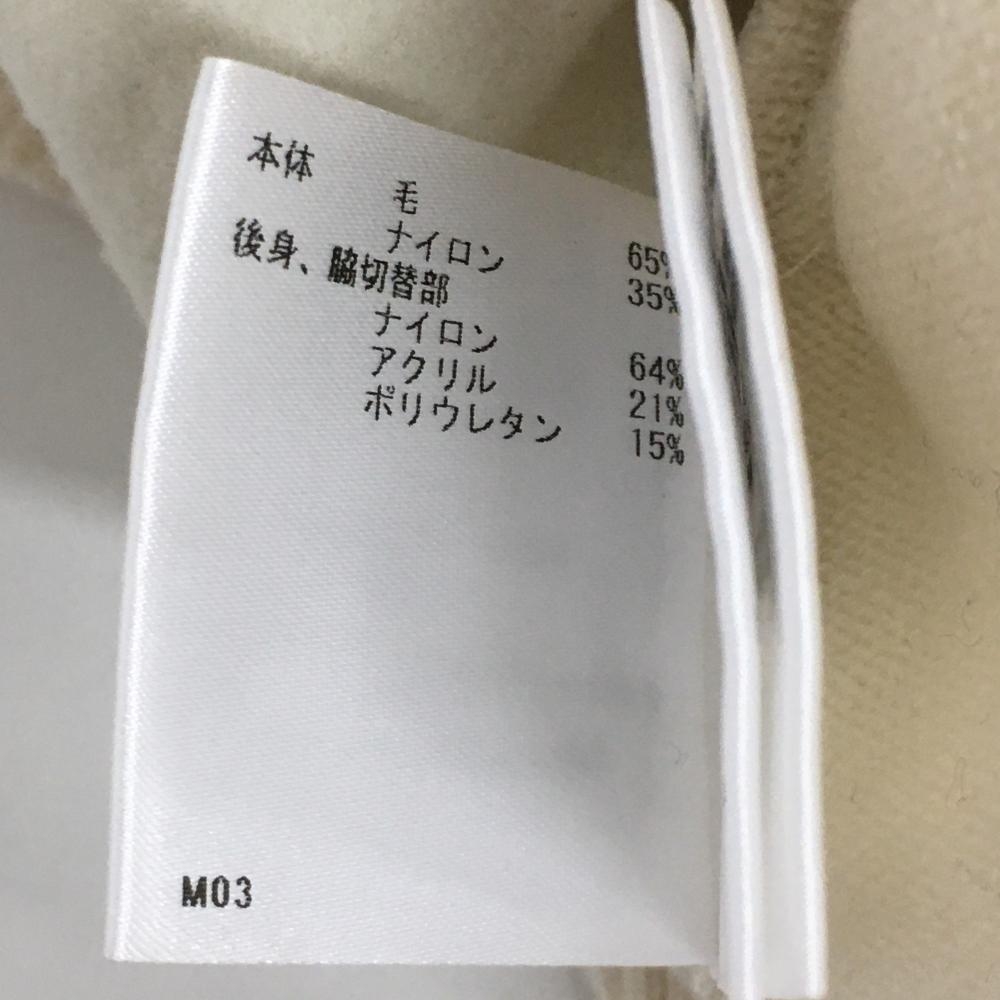 本体
毛 65%
ナイロン 35%
後身、脇切替部
ナイロン 64%
アクリル 21%
ポリウレタン 15%
M03